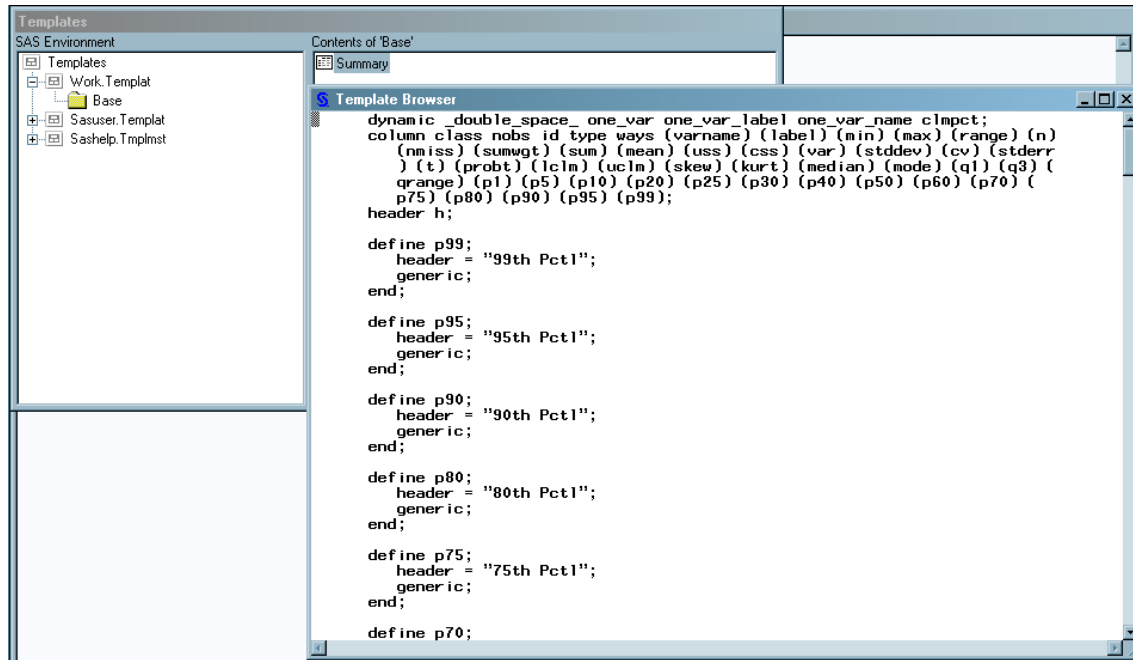 Templates
SAS Environment
Templates
Work.Templat
Base
Sasuser.Templat
Sashelp.Tmplmst
Contents of 'Base'
Summary
Template Browser
dynamic _double_space_ one_var one_var_label one_var_name clmpct;
column class nobs id type ways (varname) (label) (min) (max) (range) (n)
(nmiss) (sumwgt) (sum) (mean) (uss) (css) (var) (stddev) (cv) (stderr
) (t) (probt) (lclm) (uclm) (skew) (kurt) (median) (mode) (q1) (q3) (
qrange) (p1) (p5) (p10) (p20) (p25) (p30) (p40) (p50) (p60) (p70) (
p75) (p80) (p90) (p95) (p99);
header h;
define p99;
header = "99th Pctl";
generic;
end;
define p95;
header = "95th Pctl";
generic;
end;
define p90;
header = "90th Pctl";
generic;
end;
define p80;
header = "80th Pctl";
generic;
end;
define p75;
header = "75th Pctl";
generic;
end;
define p70;